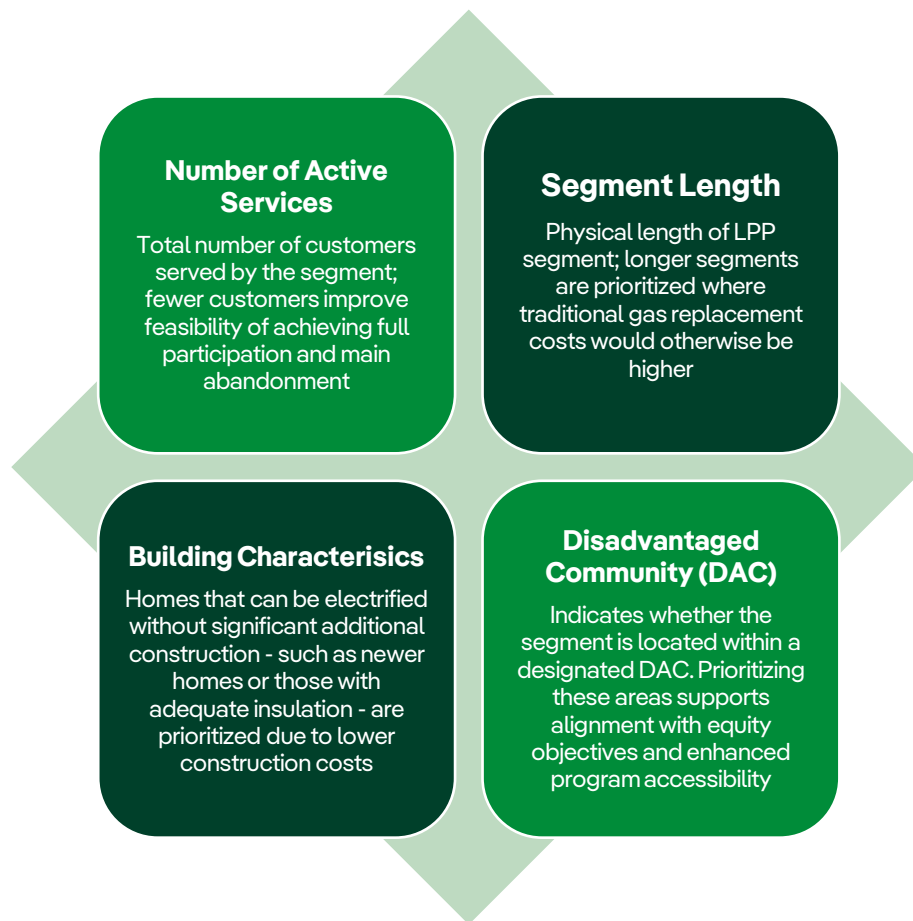 Number of Active
Services
Total number of customers
served by the segment;
fewer customers improve
feasibility of achieving full
participation and main
abandonment
Segment Length
Physical length of LPP
segment; longer segments
are prioritized where
traditional gas replacement
costs would otherwise be
higher
Building Characterisics
Homes that can be electrified
without significant additional
construction - such as newer
homes or those with
adequate insulation - are
prioritized due to lower
construction costs
Disadvantaged
Community (DAC)
Indicates whether the
segment is located within a
designated DAC. Prioritizing
these areas supports
alignment with equity
objectives and enhanced
program accessibility